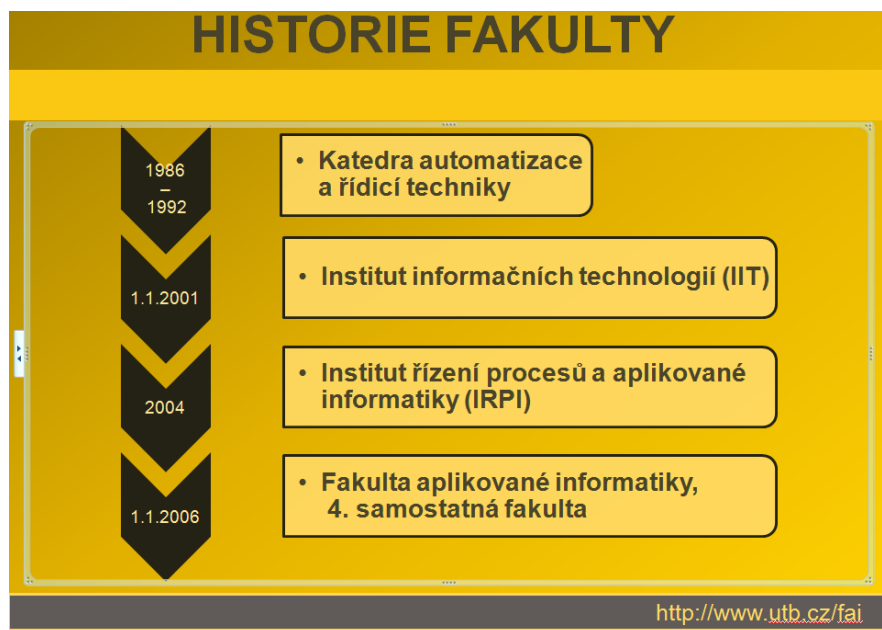 HISTORIE FAKULTY
1986
–
1992
• Katedra automatizace
a řídicí techniky
1.1.2001
• Institut informačních technologií (IIT)
2004
• Institut řízení procesů a aplikované
informatiky (IRPI)
1.1.2006
• Fakulta aplikované informatiky,
4. samostatná fakulta
http://www.utb.cz/fai